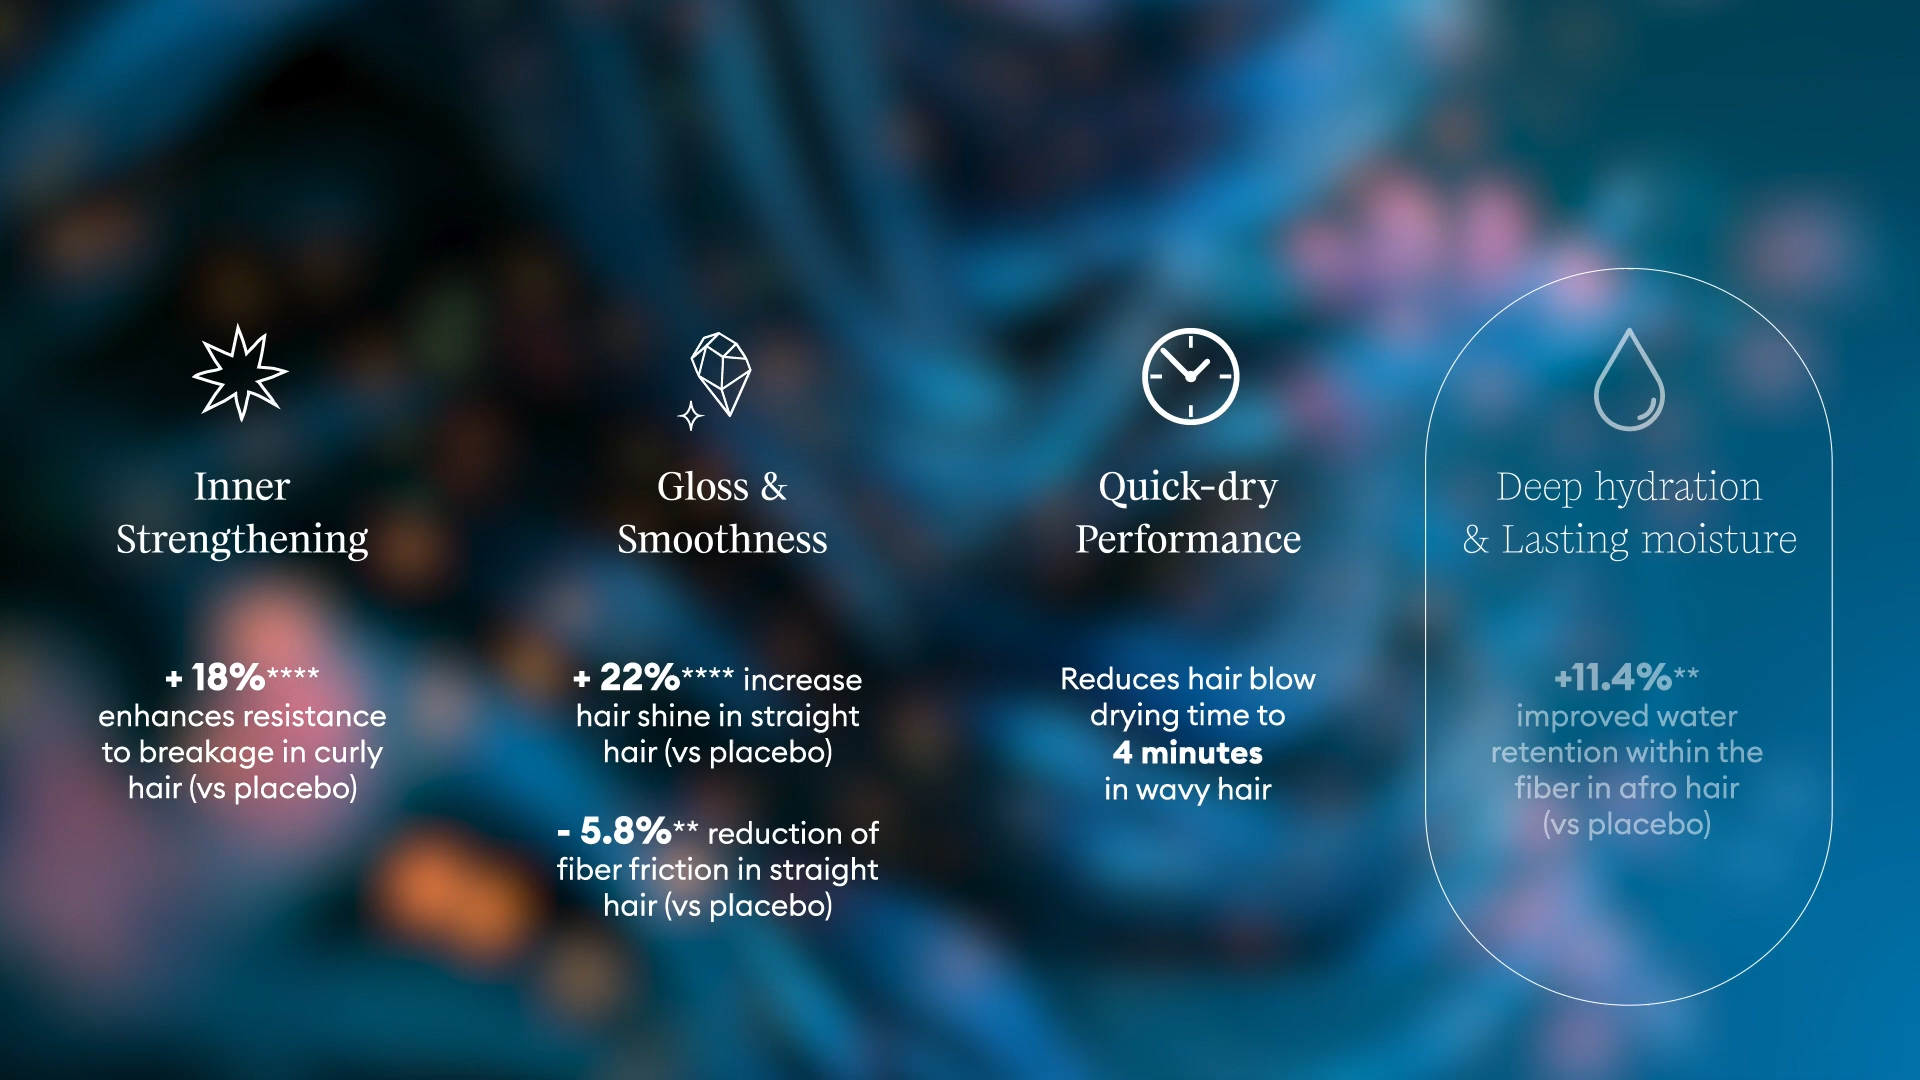 Inner
Strengthening
+ 18%****
enhances resistance
to breakage in curly
hair (vs placebo)
Gloss &
Smoothness
+ 22%**** increase
hair shine in straight
hair (vs placebo)
- 5.8%** reduction of
fiber friction in straight
hair (vs placebo)
Quick-dry
Performance
Reduces hair blow
drying time to
4 minutes
in wavy hair
Deep hydration
& Lasting moisture
+11.4%**
improved water
retention within the
fiber in afro hair
(vs placebo)